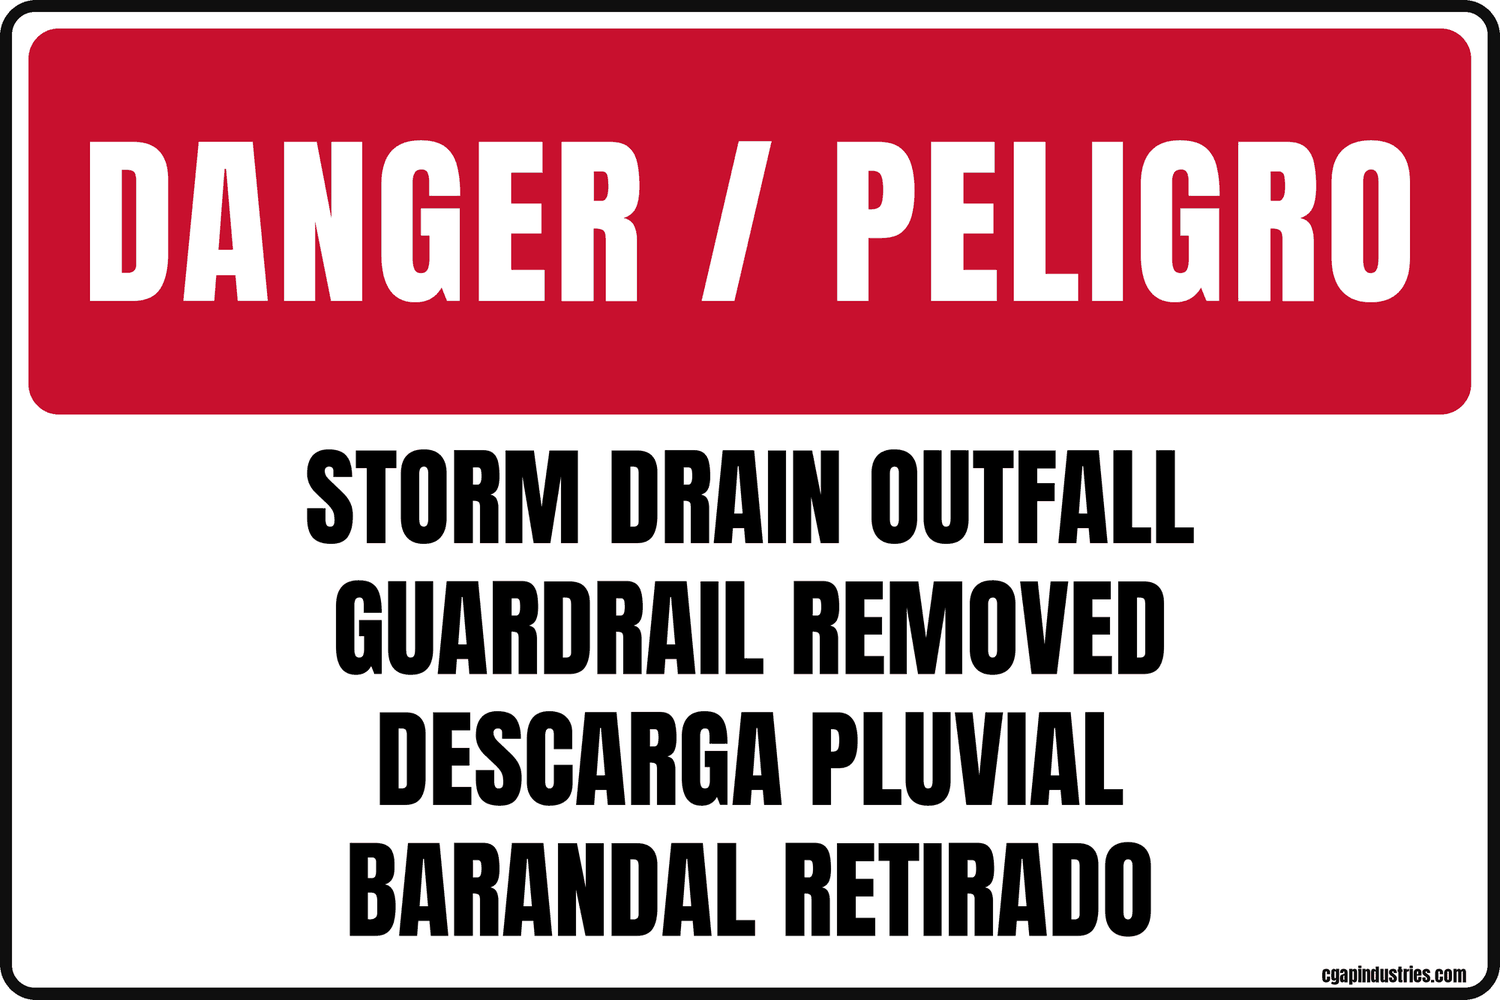 DANGER / PELIGRO
STORM DRAIN OUTFALL
GUARDRAIL REMOVED
DESCARGA PLUVIAL
BARANDAL RETIRADO
cgapindustries.com